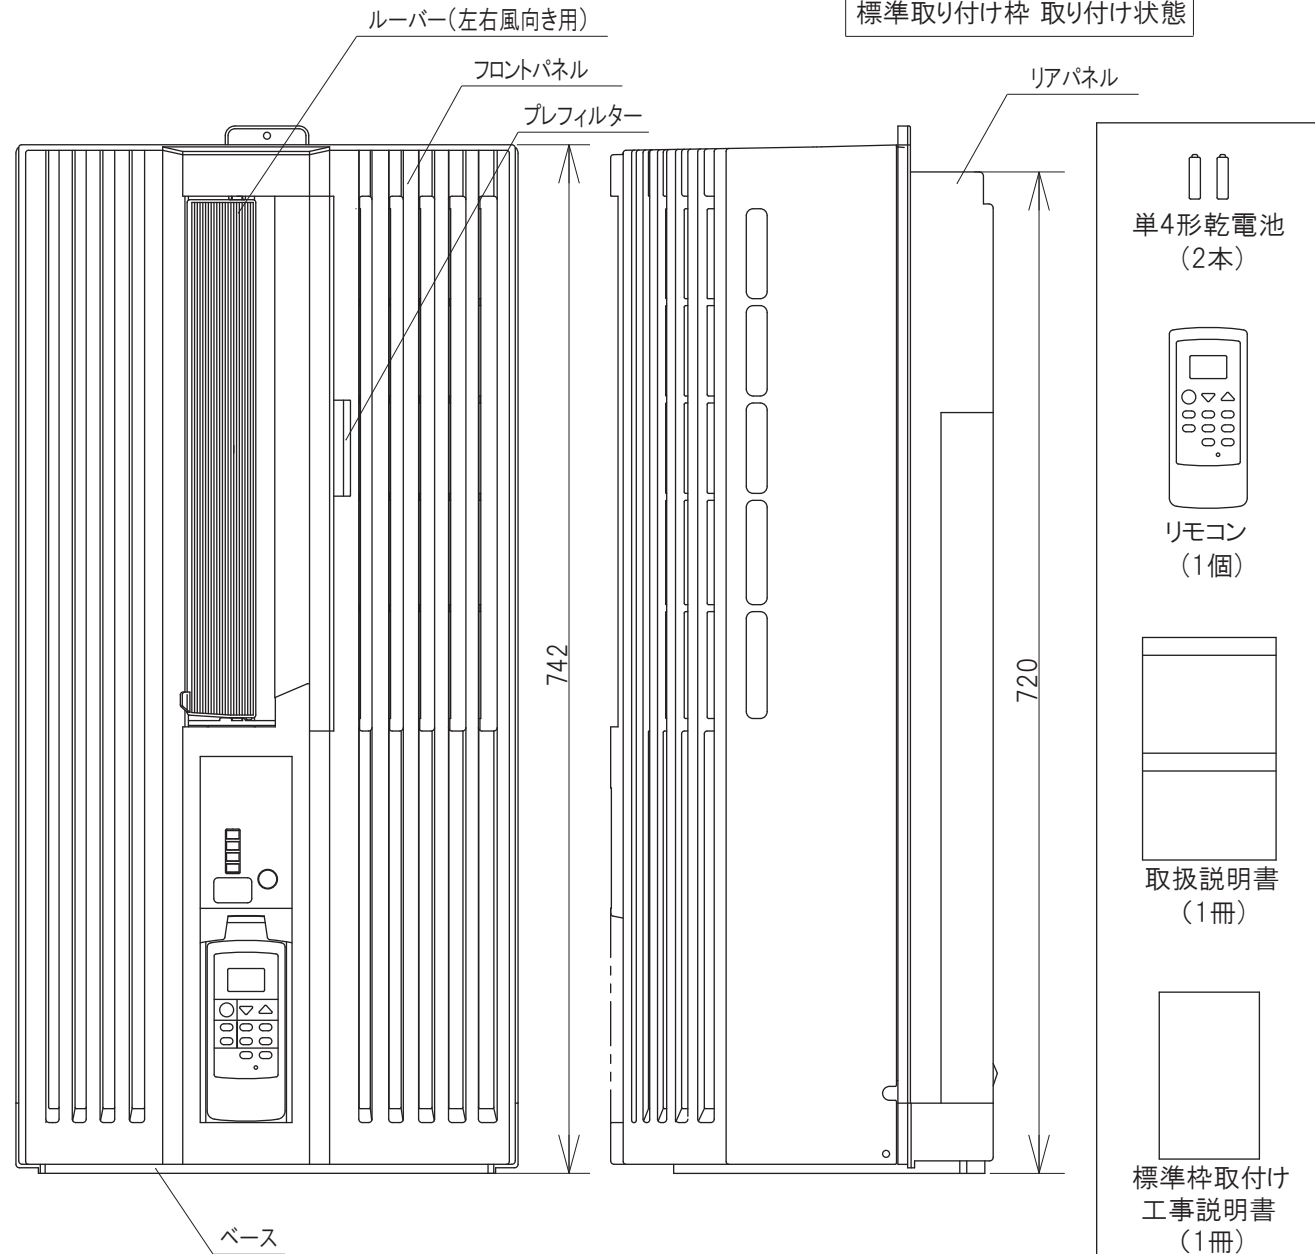 標準取り付け枠 取り付け状態
ルーバー(左右風向き用)
フロントパネル
プレフィルター
リアパネル
742
720
ベース
単4形乾電池
(2本)
リモコン
(1個)
取扱説明書
(1冊)
標準枠取付け
工事説明書
(1冊)